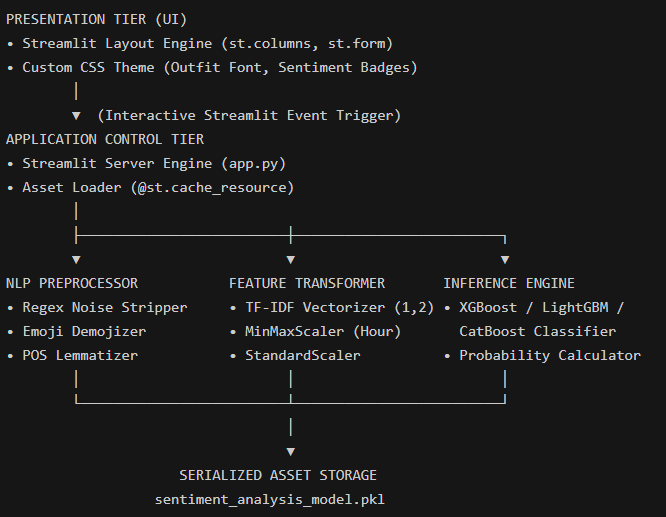 PRESENTATION TIER (UI)
• Streamlit Layout Engine (st.columns, st.form)
• Custom CSS Theme (Outfit Font, Sentiment Badges)
(Interactive Streamlit Event Trigger)
APPLICATION CONTROL TIER
• Streamlit Server Engine (app.py)
• Asset Loader (@st.cache_resource)
NLP PREPROCESSOR
• Regex Noise Stripper
• Emoji Demojizer
• POS Lemmatizer
FEATURE TRANSFORMER
• TF-IDF Vectorizer (1,2)
• MinMaxScaler (Hour)
• StandardScaler
INFERENCE ENGINE
• XGBoost / LightGBM /
CatBoost Classifier
• Probability Calculator
SERIALIZED ASSET STORAGE
sentiment_analysis_model.pkl